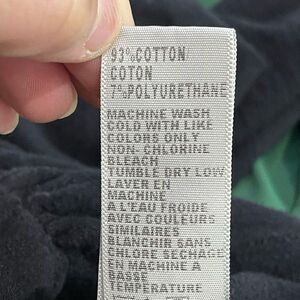 93%COTTON
COTON
7%POLYURETHANE
MACHINE WASH
COLD WITH LIKE
COLORS ONLY
NON- CHLORINE
BLEACH
TUMBLE DRY LOW
LAVER EN
MACHINE
A L'EAU FROIDE
AVEC COULEURS
SIMILAIRES
BLANCHIR SANS
CHLORE SECHAGE
EN MACHINE A
BASSE
TEMPERATURE